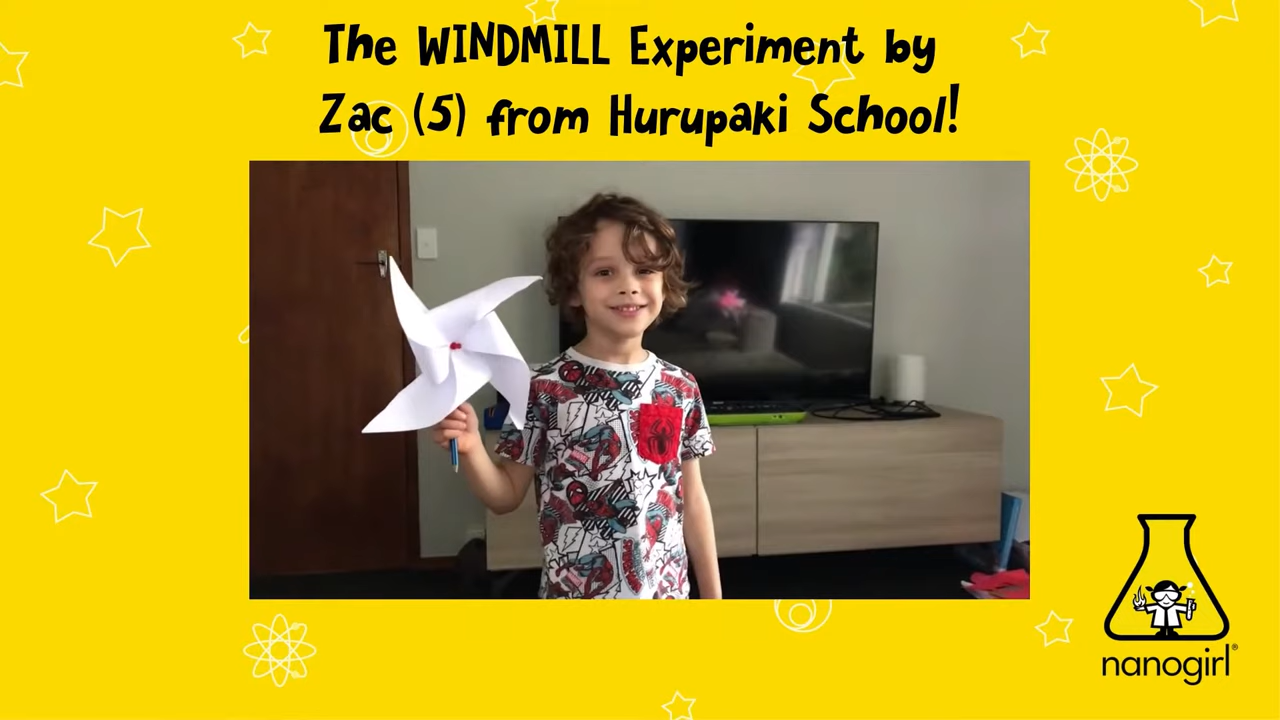 The WINDMILL Experiment by
Zac (5) from Hurupaki School!
nanogirl®